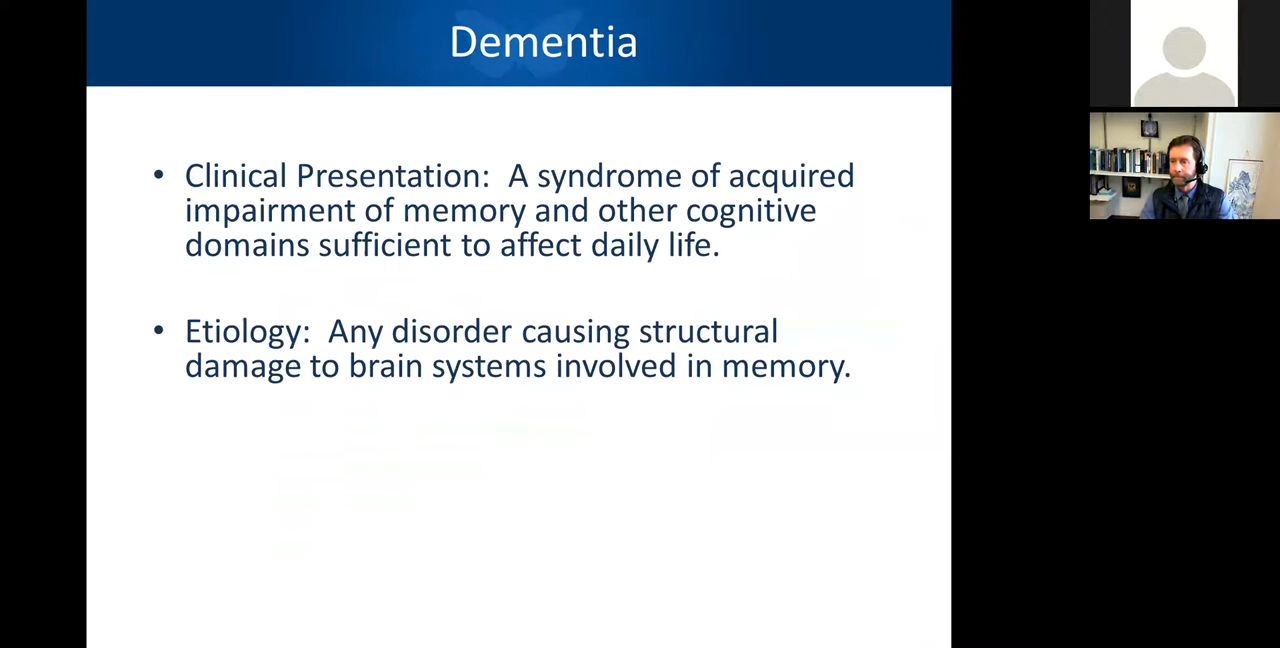 Dementia
• Clinical Presentation:  A syndrome of acquired
impairment of memory and other cognitive
domains sufficient to affect daily life.
• Etiology:  Any disorder causing structural
damage to brain systems involved in memory.